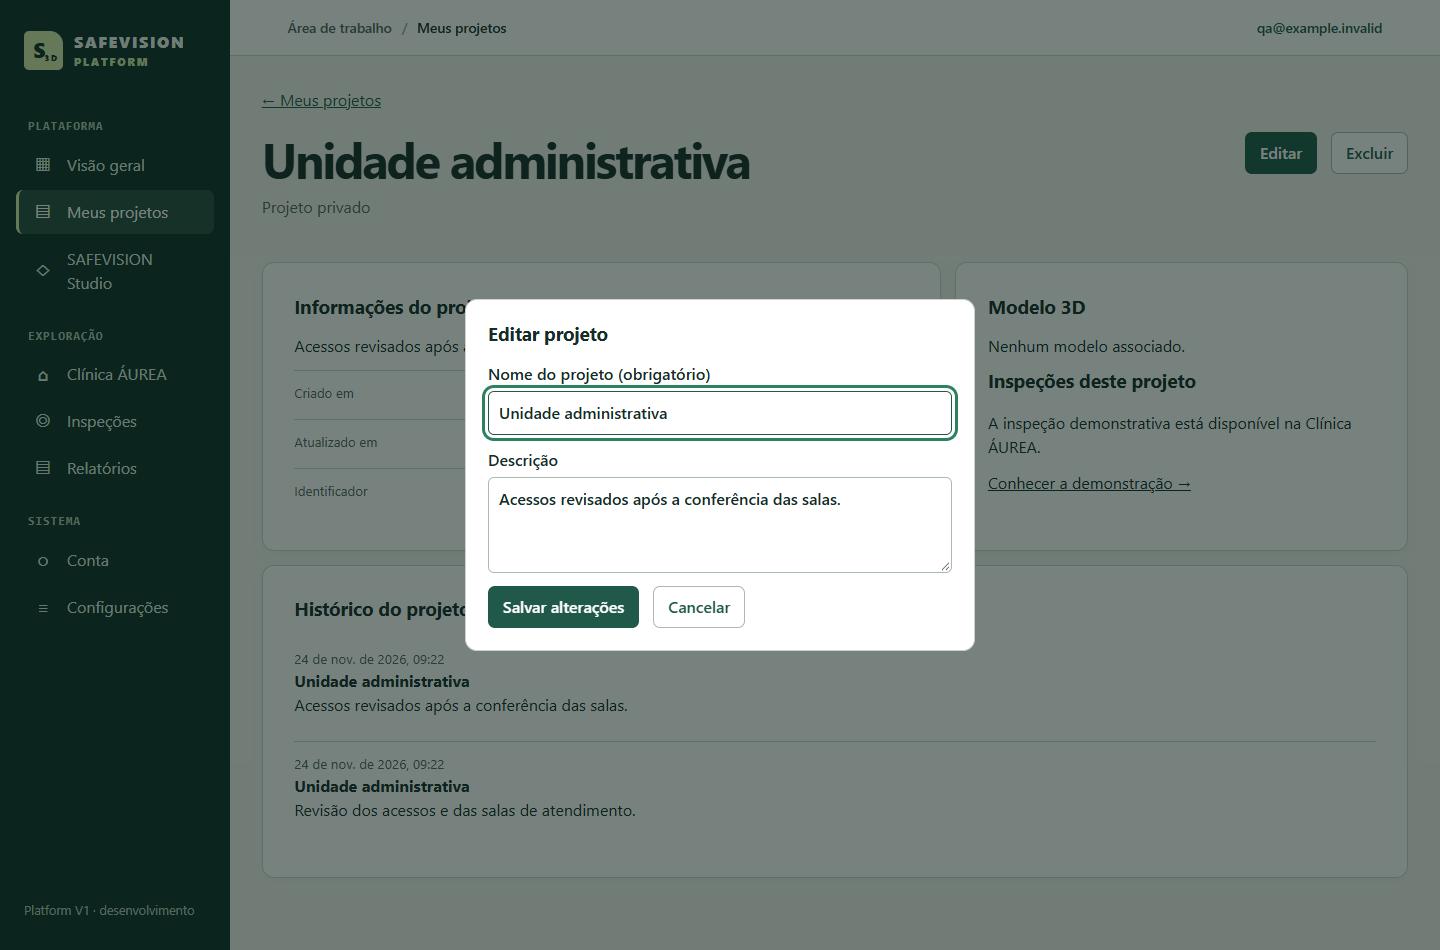 S3D
SAFEVISION
PLATFORM
PLATAFORMA
Visão geral
Meus projetos
SAFEVISION
Studio
EXPLORAÇÃO
Clínica ÁUREA
Inspeções
Relatórios
SISTEMA
Conta
Configurações
Platform V1 · desenvolvimento
Área de trabalho / Meus projetos
qa@example.invalid
← Meus projetos
Unidade administrativa
Editar
Excluir
Projeto privado
Informações do
Acessos revisados após
Criado em
Atualizado em
Identificador
Modelo 3D
Nenhum modelo associado.
Inspeções deste projeto
A inspeção demonstrativa está disponível na Clínica
ÁUREA.
Conhecer a demonstração →
Editar projeto
Nome do projeto (obrigatório)
Unidade administrativa
Descrição
Acessos revisados após a conferência das salas.
Salvar alterações
Cancelar
Histórico do projeto
24 de nov. de 2026, 09:22
Unidade administrativa
Acessos revisados após a conferência das salas.
24 de nov. de 2026, 09:22
Unidade administrativa
Revisão dos acessos e das salas de atendimento.